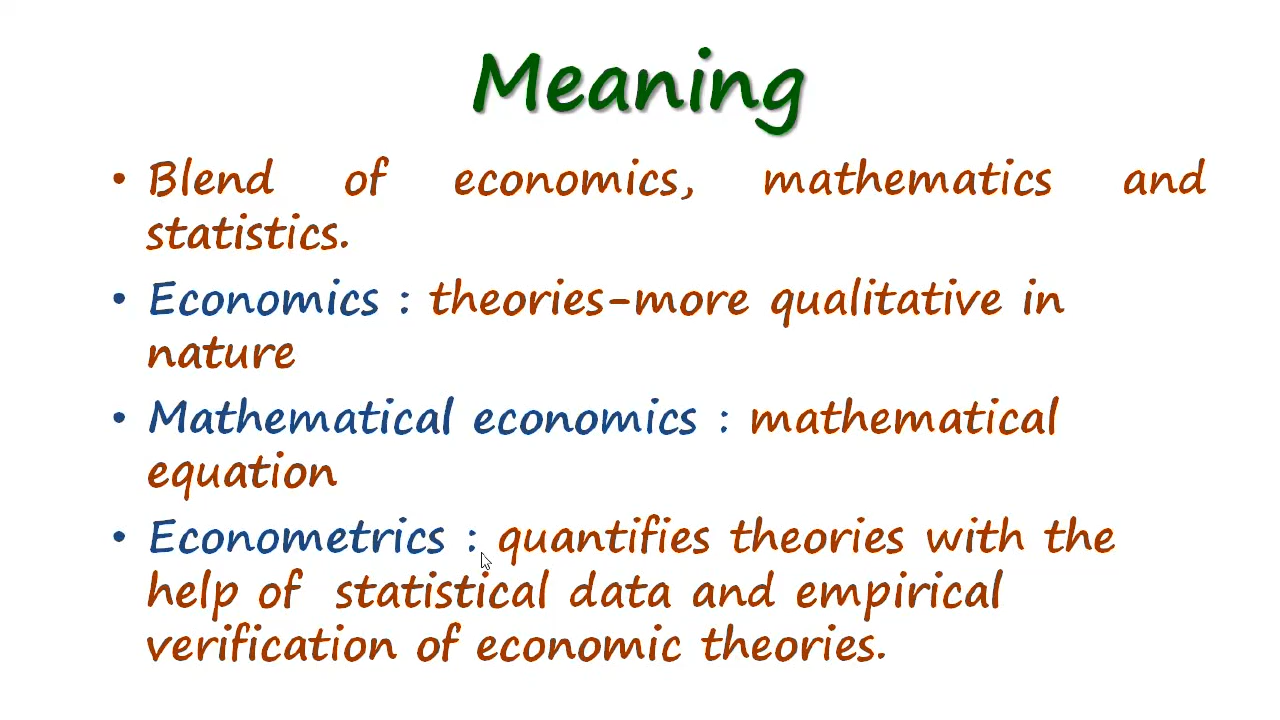 Meaning
• Blend of economics, mathematics and
statistics.
• Economics : theories-more qualitative in
nature
• Mathematical economics : mathematical
equation
• Econometrics : quantifies theories with the
help of statistical data and empirical
verification of economic theories.